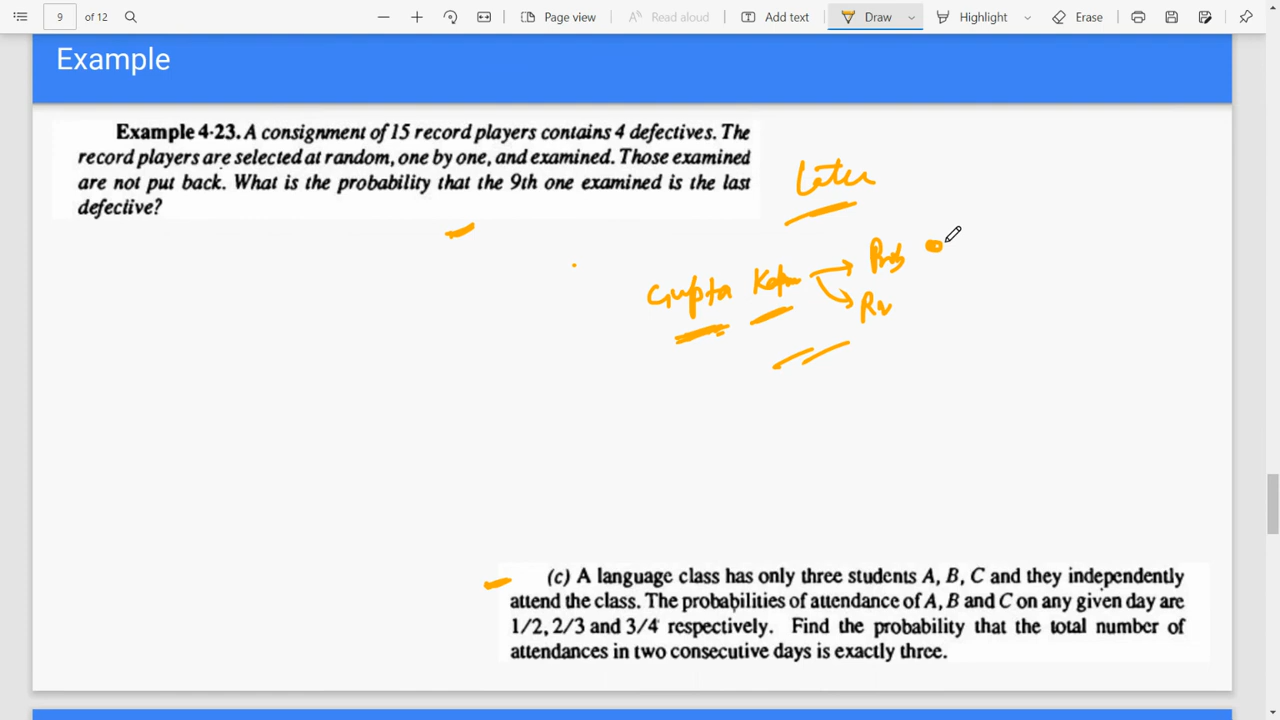 9 of 12 Page view Read aloud Add text Draw Highlight Erase
Example
Example 4·23. A consignment of 15 record players contains 4 defectives. The
record players are selected at random, one by one, and examined. Those examined
are not put back. What is the probability that the 9th one examined is the last
defective?
Later
Gupta
Prob
RV
(c) A language class has only three students A, B, C and they independently
attend the class. The probabilities of attendance of A, B and C on any given day are
1/2, 2/3 and 3/4 respectively. Find the probability that the total number of
attendances in two consecutive days is exactly three.